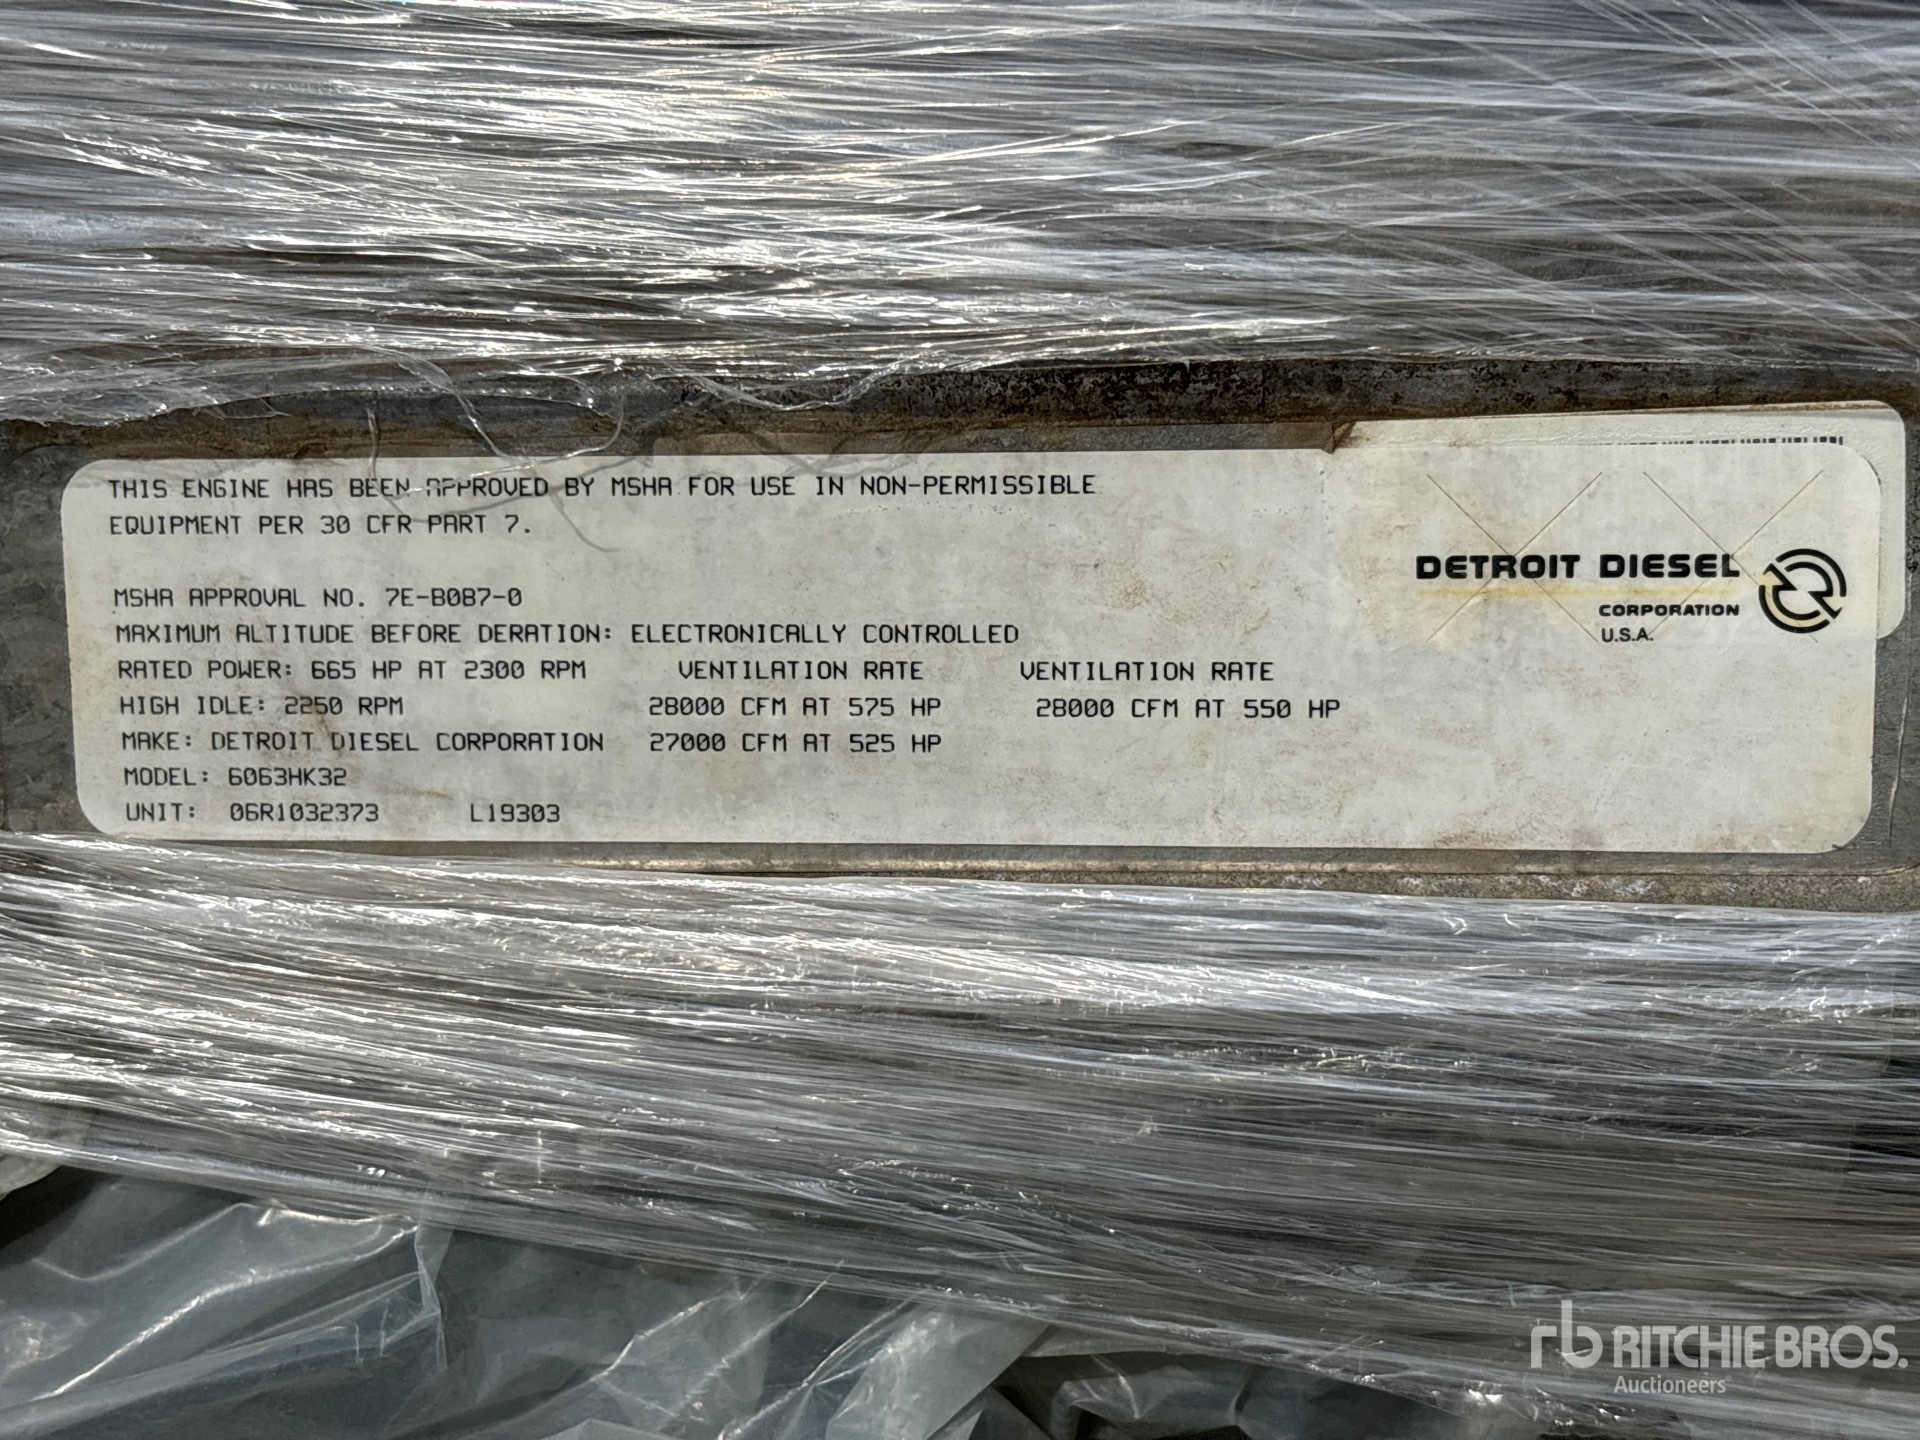 THIS ENGINE HAS BEEN APPROVED BY MSHA FOR USE IN NON-PERMISSIBLE
EQUIPMENT PER 30 CFR PART 7.
MSHA APPROVAL NO. 7E-B087-0
MAXIMUM ALTITUDE BEFORE DERATION: ELECTRONICALLY CONTROLLED
RATED POWER: 665 HP AT 2300 RPM VENTILATION RATE VENTILATION RATE
HIGH IDLE: 2250 RPM 28000 CFM AT 575 HP 28000 CFM AT 550 HP
MAKE: DETROIT DIESEL CORPORATION 27000 CFM AT 525 HP
MODEL: 6063HK32
UNIT: 06R1032373 L19303
DETROIT DIESEL
CORPORATION
U.S.A.
rb RITCHIE BROS.
Auctioneers